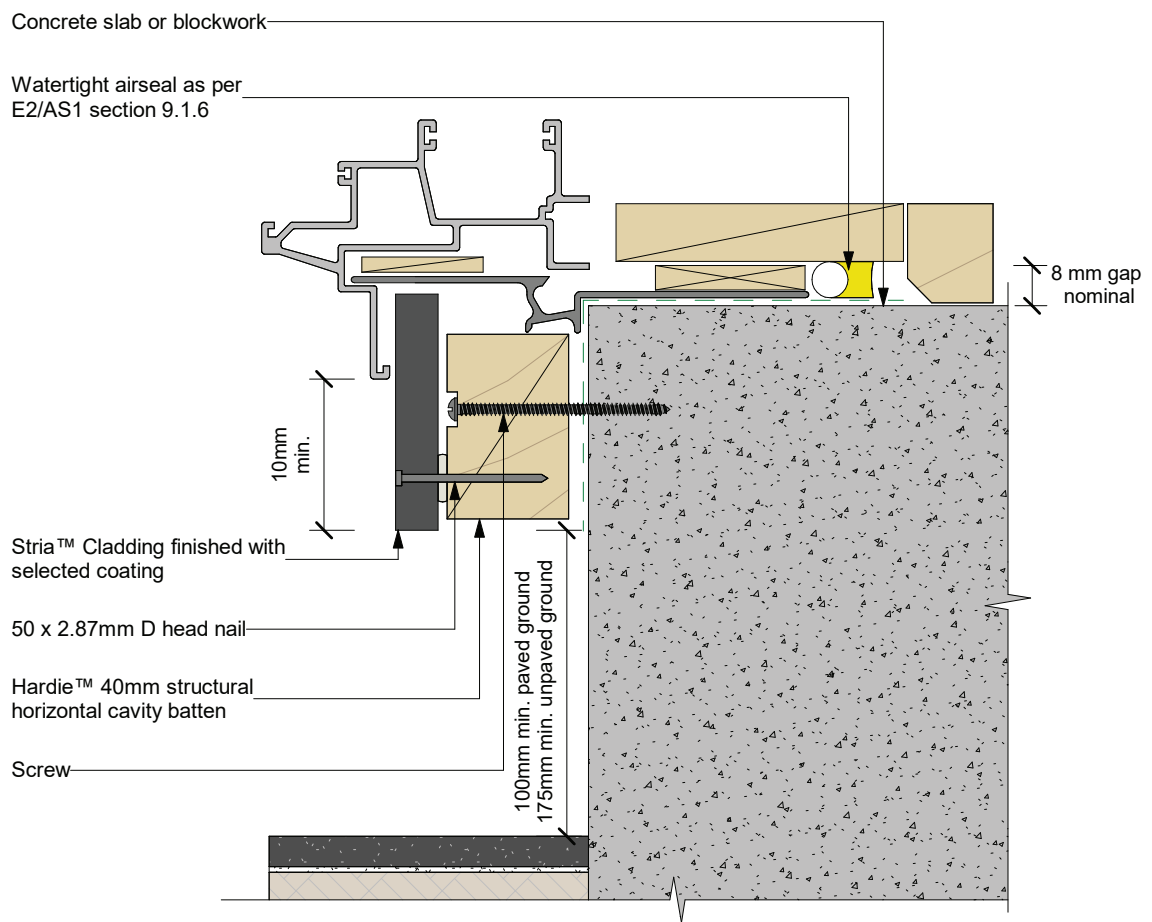 Concrete slab or blockwork
Watertight airseal as per
E2/AS1 section 9.1.6
8 mm gap
nominal
10mm
min.
Stria™ Cladding finished with
selected coating
50 x 2.87mm D head nail
Hardie™ 40mm structural
horizontal cavity batten
Screw
100mm min. paved ground
175mm min. unpaved ground